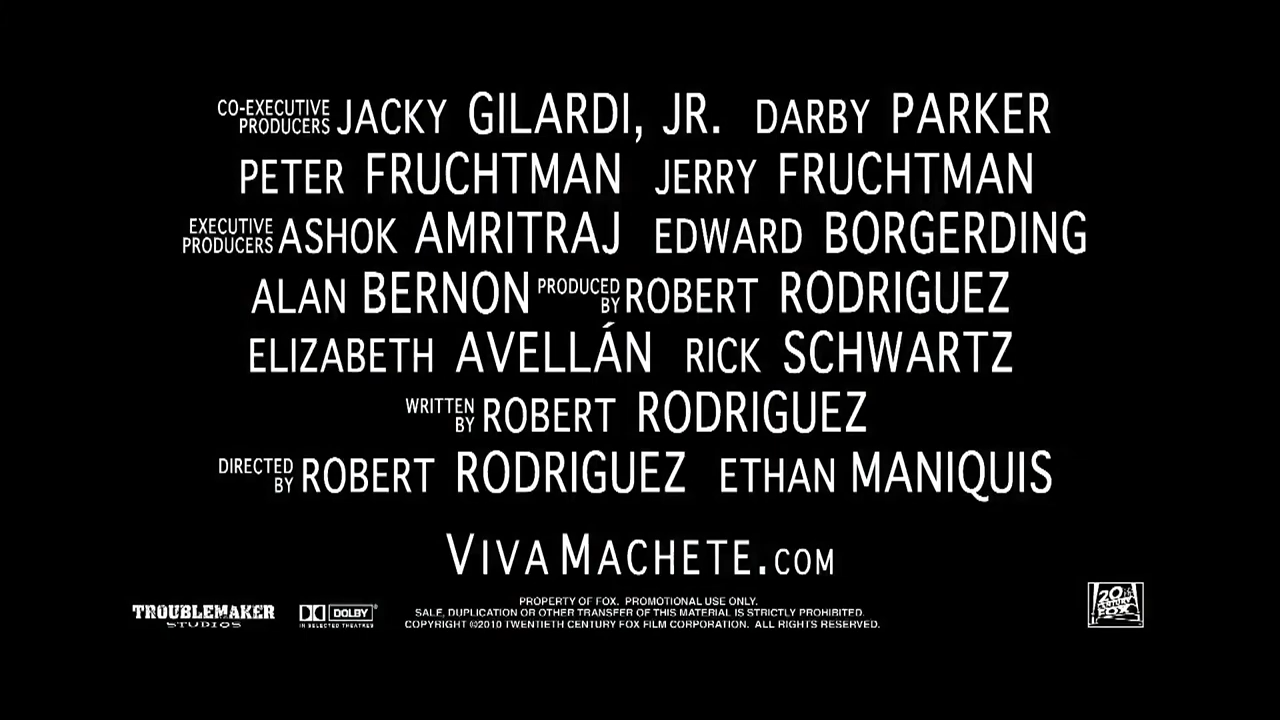 CO-EXECUTIVE PRODUCERS JACKY GILARDI, JR. DARBY PARKER
PETER FRUCHTMAN JERRY FRUCHTMAN
EXECUTIVE PRODUCERS ASHOK AMRITRAJ EDWARD BORGERDING
ALAN BERNON PRODUCED BY ROBERT RODRIGUEZ
ELIZABETH AVELLÁN RICK SCHWARTZ
WRITTEN BY ROBERT RODRIGUEZ
DIRECTED BY ROBERT RODRIGUEZ ETHAN MANIQUIS
VIVAMACHETE.COM
TROUBLEMAKER STUDIOS
DOLBY
IN SELECTED THEATRES
PROPERTY OF FOX. PROMOTIONAL USE ONLY.
SALE, DUPLICATION OR OTHER TRANSFER OF THIS MATERIAL IS STRICTLY PROHIBITED.
COPYRIGHT ©2010 TWENTIETH CENTURY FOX FILM CORPORATION. ALL RIGHTS RESERVED.
20TH CENTURY FOX